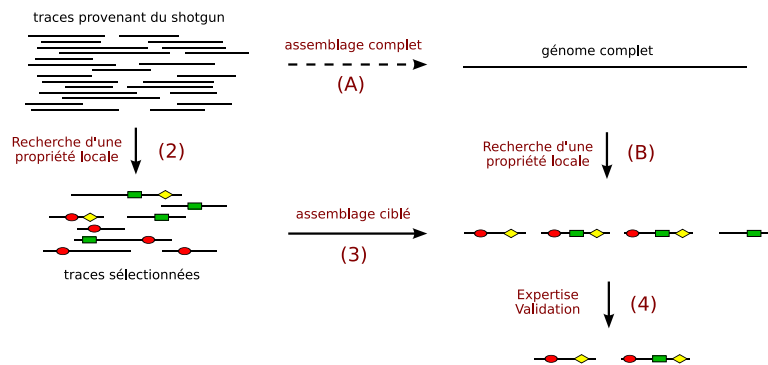 traces provenant du shotgun
assemblage complet
(A)
génome complet
Recherche d'une
propriété locale
(2)
Recherche d'une
propriété locale
(B)
traces sélectionnées
assemblage ciblé
(3)
Expertise
Validation
(4)